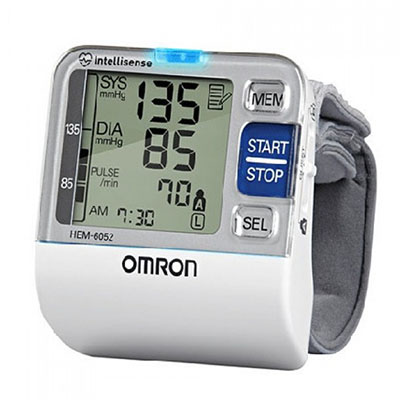 intellisense
SYS 135
mmHg
MEM
135
DIA 85
mmHg
START
STOP
PULSE 70
/min
85
A
AM 7:30
L
SEL
HEM-6052
OMRON